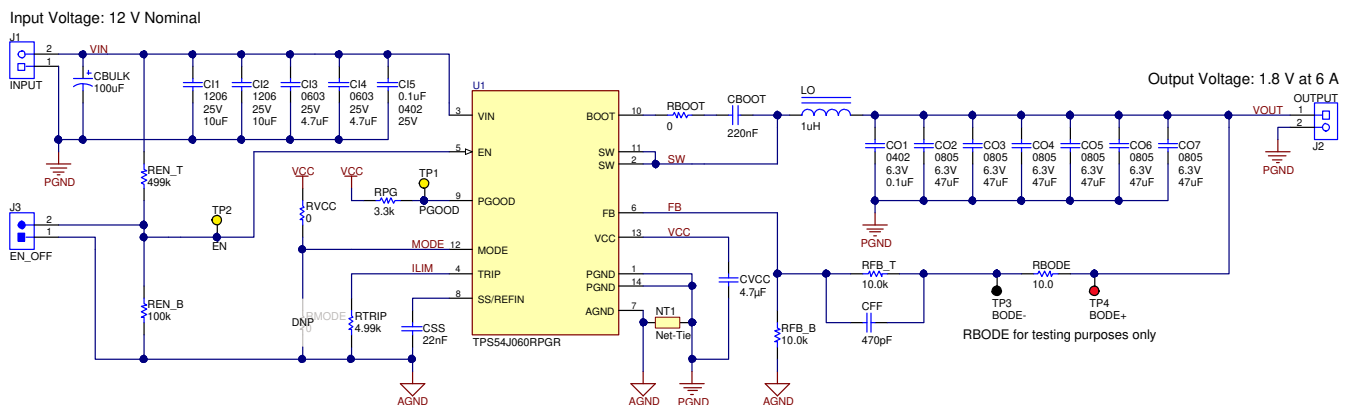 Input Voltage: 12 V Nominal
J1
2
1
INPUT
VIN
CBULK
100uF
CI1
1206
25V
10uF
CI2
1206
25V
10uF
CI3
0603
25V
4.7uF
CI4
0603
25V
4.7uF
CI5
0.1uF
0402
25V
PGND
REN_T
499k
J3
2
1
EN_OFF
TP2
EN
REN_B
100k
VCC
RVCC
0
VCC
RPG
3.3k
TP1
PGOOD
MODE
ILIM
DNP
RMODE
0
RTRIP
4.99k
CSS
22nF
AGND
U1
3
VIN
5
EN
9
PGOOD
12
MODE
4
TRIP
8
SS/REFIN
BOOT
10
SW
11
SW
2
FB
6
VCC
13
PGND
1
PGND
14
AGND
7
TPS54J060RPGR
RBOOT
0
CBOOT
220nF
SW
FB
VCC
CVCC
4.7µF
NT1
Net-Tie
AGND
PGND
LO
1uH
RFB_B
10.0k
AGND
CO1
0402
6.3V
0.1uF
CO2
0805
6.3V
47uF
CO3
0805
6.3V
47uF
CO4
0805
6.3V
47uF
CO5
0805
6.3V
47uF
CO6
0805
6.3V
47uF
CO7
0805
6.3V
47uF
PGND
RFB_T
10.0k
CFF
470pF
TP3
BODE-
RBODE
10.0
TP4
BODE+
RBODE for testing purposes only
Output Voltage: 1.8 V at 6 A
VOUT
OUTPUT
1
2
J2
PGND